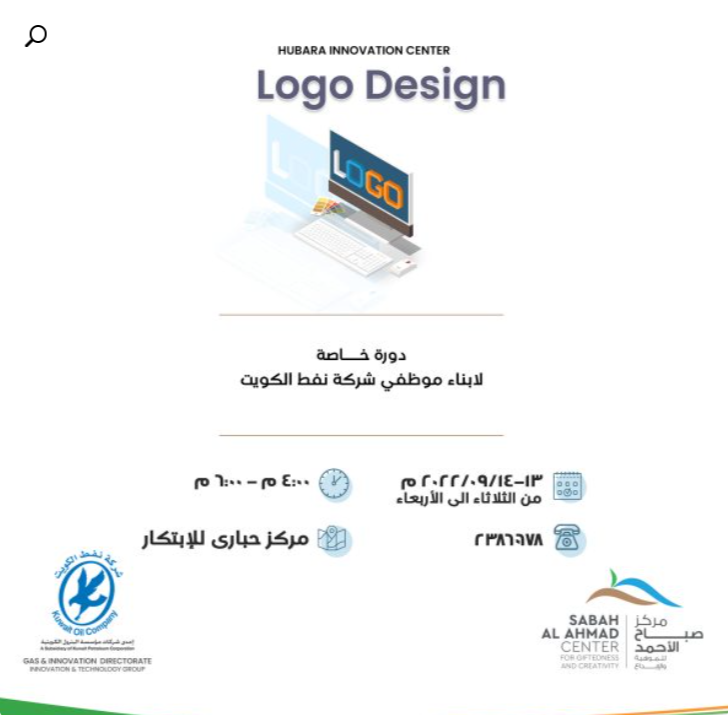 HUBARA INNOVATION CENTER
Logo Design
LOGO
LOGO
دورة خــاصة
لابناء موظفي شركة نفط الكويت
١٣-٢٠٢٢/٠٩/١٤ م
من الثلاثاء الى الأربعاء
٤:٠٠ م – ٦:٠٠ م
مركز حبارى للإبتكار
شركة نفط الكويت
Kuwait Oil Company
إحدى شركات مؤسسة البترول الكويتية
A Subsidiary of Kuwait Petroleum Corporation
GAS & INNOVATION DIRECTORATE
INNOVATION & TECHNOLOGY GROUP
SABAH
AL AHMAD
CENTER
FOR GIFTEDNESS
AND CREATIVITY
مركز
صبـــاح
الأحمد
للموهبة
والإبداع